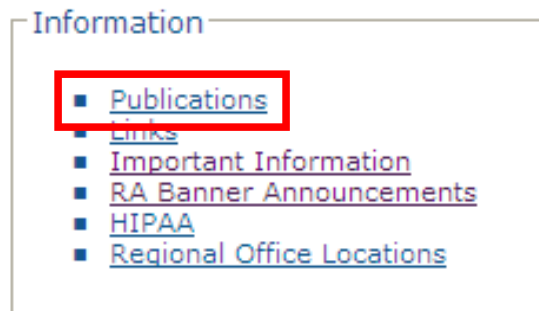 Information
Publications
Links
Important Information
RA Banner Announcements
HIPAA
Regional Office Locations